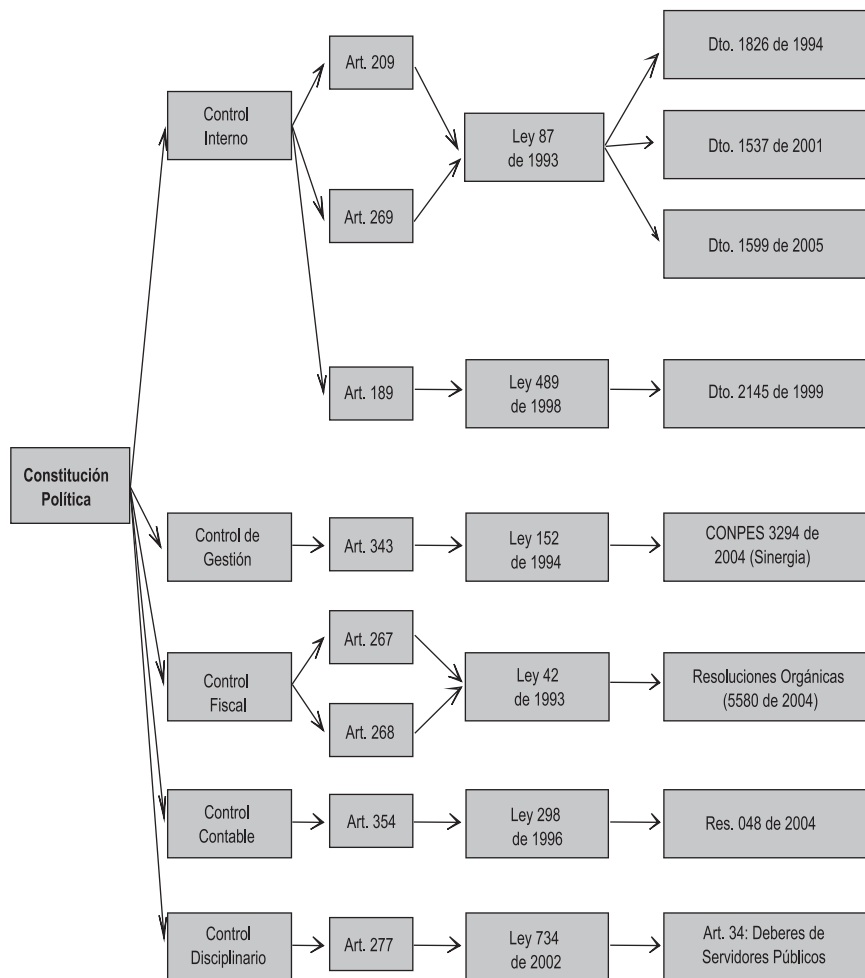 Constitución
Política
Control
Interno
Art. 209
Art. 269
Ley 87
de 1993
Dto. 1826 de 1994
Dto. 1537 de 2001
Dto. 1599 de 2005
Art. 189
Ley 489
de 1998
Dto. 2145 de 1999
Control de
Gestión
Art. 343
Ley 152
de 1994
CONPES 3294 de
2004 (Sinergia)
Control
Fiscal
Art. 267
Art. 268
Ley 42
de 1993
Resoluciones Orgánicas
(5580 de 2004)
Control
Contable
Art. 354
Ley 298
de 1996
Res. 048 de 2004
Control
Disciplinario
Art. 277
Ley 734
de 2002
Art. 34: Deberes de
Servidores Públicos